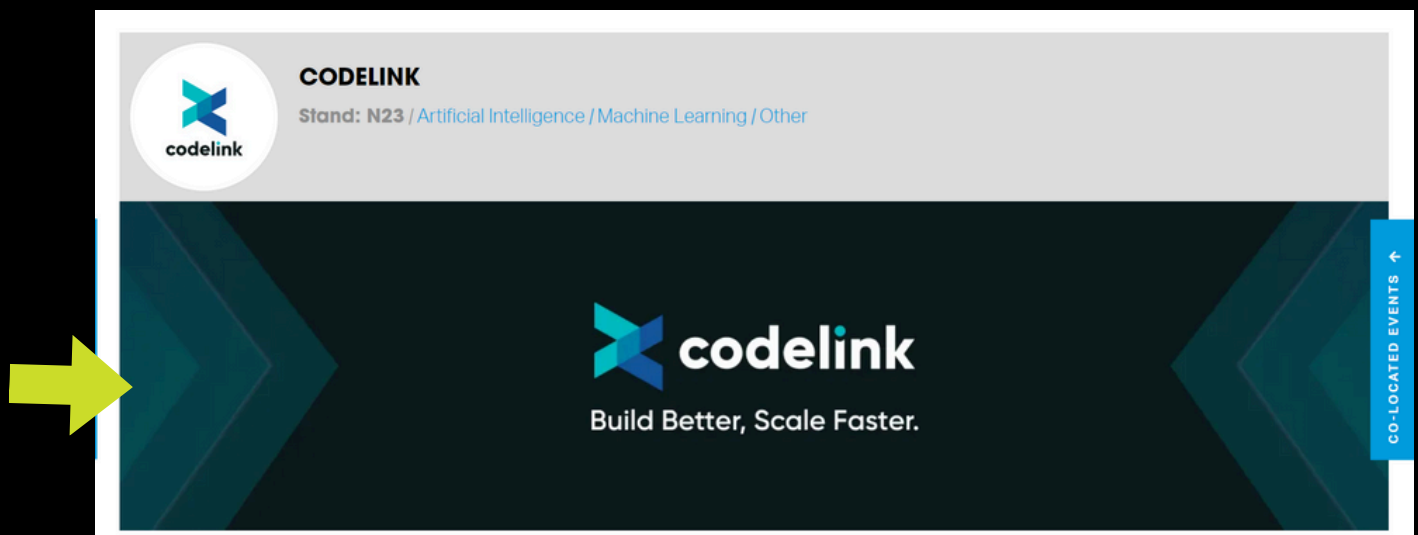 CODELINK
codelink
Stand: N23 / Artificial Intelligence / Machine Learning / Other
codelink
Build Better, Scale Faster.
CO-LOCATED EVENTS